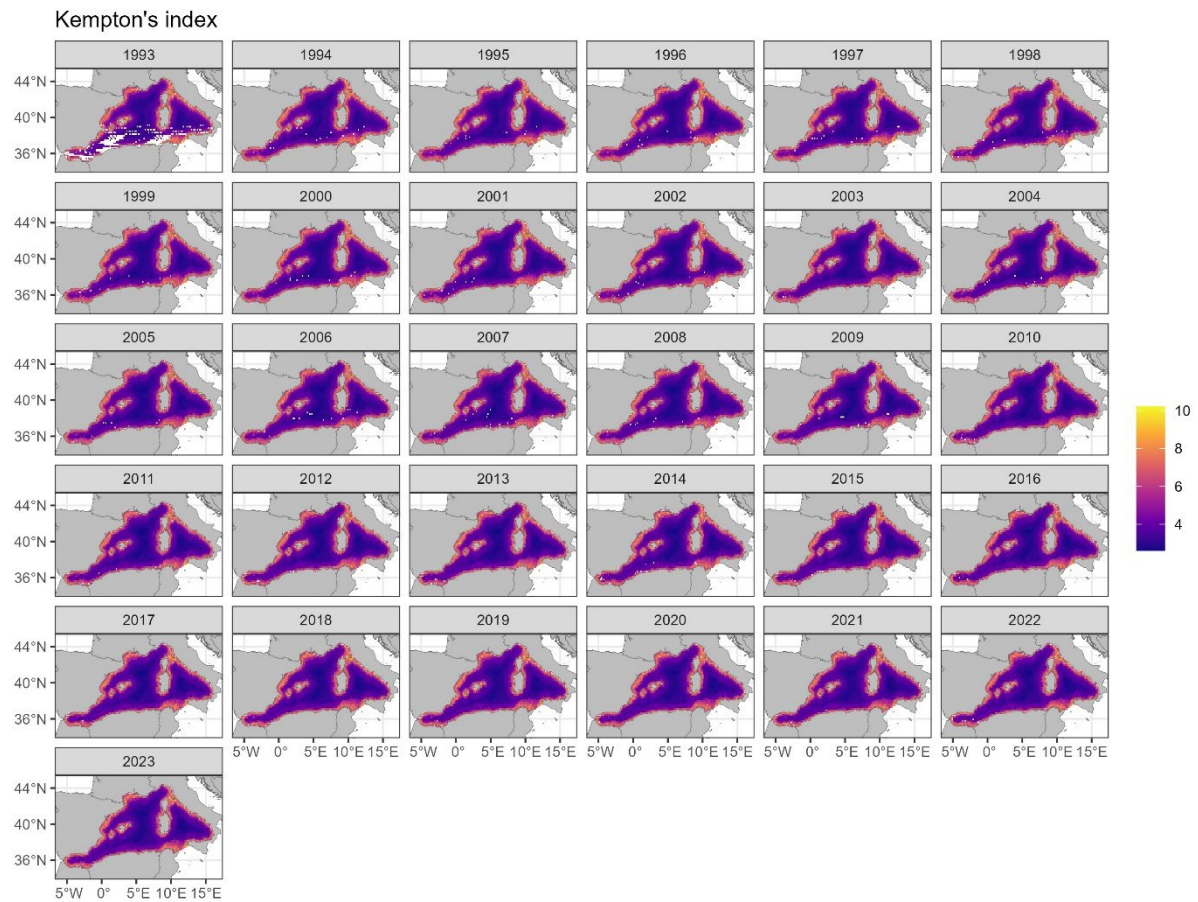 Kempton's index
1993 1994 1995 1996 1997 1998
44°N
40°N
36°N
1999 2000 2001 2002 2003 2004
44°N
40°N
36°N
2005 2006 2007 2008 2009 2010
44°N
40°N
36°N
10
8
6
4
2011 2012 2013 2014 2015 2016
44°N
40°N
36°N
2017 2018 2019 2020 2021 2022
44°N
40°N
36°N
5°W 0° 5°E 10°E 15°E 5°W 0° 5°E 10°E 15°E 5°W 0° 5°E 10°E 15°E 5°W 0° 5°E 10°E 15°E 5°W 0° 5°E 10°E 15°E
2023
44°N
40°N
36°N
5°W 0° 5°E 10°E 15°E